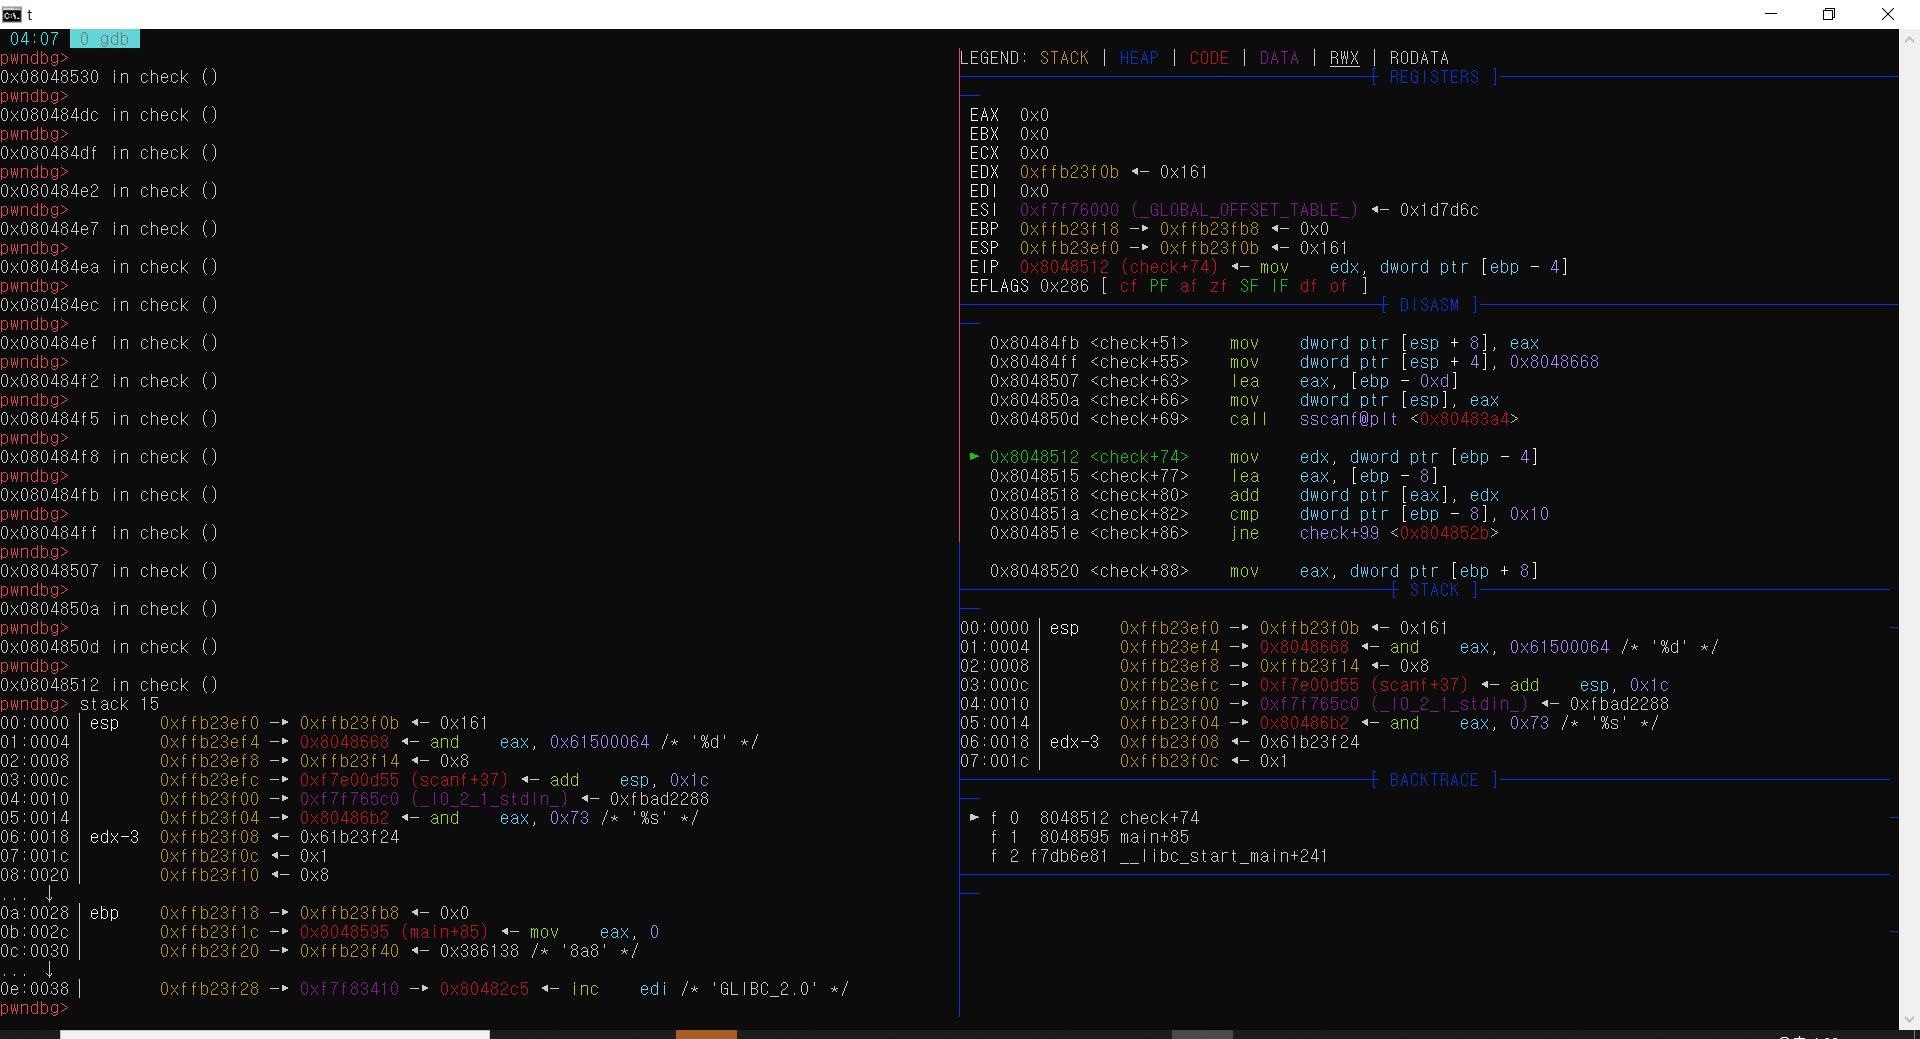 t
04:07 0 gdb
pwndbg>
0x08048530 in check ()
pwndbg>
0x080484dc in check ()
pwndbg>
0x080484df in check ()
pwndbg>
0x080484e2 in check ()
pwndbg>
0x080484e7 in check ()
pwndbg>
0x080484ea in check ()
pwndbg>
0x080484ec in check ()
pwndbg>
0x080484ef in check ()
pwndbg>
0x080484f2 in check ()
pwndbg>
0x080484f5 in check ()
pwndbg>
0x080484f8 in check ()
pwndbg>
0x080484fb in check ()
pwndbg>
0x080484ff in check ()
pwndbg>
0x08048507 in check ()
pwndbg>
0x0804850a in check ()
pwndbg>
0x0804850d in check ()
pwndbg>
0x08048512 in check ()
pwndbg> stack 15
00:0000│ esp 0xffb23ef0 —▸ 0xffb23f0b ◂— 0x161
01:0004│ 0xffb23ef4 —▸ 0x8048668 ◂— and eax, 0x61500064 /* '%d' */
02:0008│ 0xffb23ef8 —▸ 0xffb23f14 ◂— 0x8
03:000c│ 0xffb23efc —▸ 0xf7e00d55 (scanf+37) ◂— add esp, 0x1c
04:0010│ 0xffb23f00 —▸ 0xf7f765c0 (_IO_2_1_stdin_) ◂— 0xfbad2288
05:0014│ 0xffb23f04 —▸ 0x80486b2 ◂— and eax, 0x73 /* '%s' */
06:0018│ edx-3 0xffb23f08 ◂— 0x61b23f24
07:001c│ 0xffb23f0c ◂— 0x1
08:0020│ 0xffb23f10 ◂— 0x8
... ↓
0a:0028│ ebp 0xffb23f18 —▸ 0xffb23fb8 ◂— 0x0
0b:002c│ 0xffb23f1c —▸ 0x8048595 (main+85) ◂— mov eax, 0
0c:0030│ 0xffb23f20 —▸ 0xffb23f40 ◂— 0x386138 /* '8a8' */
... ↓
0e:0038│ 0xffb23f28 —▸ 0xf7f83410 —▸ 0x80482c5 ◂— inc edi /* 'GLIBC_2.0' */
pwndbg>
LEGEND: STACK | HEAP | CODE | DATA | RWX | RODATA
[ REGISTERS ]
EAX 0x0
EBX 0x0
ECX 0x0
EDX 0xffb23f0b ◂— 0x161
EDI 0x0
ESI 0xf7f76000 (_GLOBAL_OFFSET_TABLE_) ◂— 0x1d7d6c
EBP 0xffb23f18 —▸ 0xffb23fb8 ◂— 0x0
ESP 0xffb23ef0 —▸ 0xffb23f0b ◂— 0x161
EIP 0x8048512 (check+74) ◂— mov edx, dword ptr [ebp - 4]
EFLAGS 0x286 [ cf PF af zf SF IF df of ]
[ DISASM ]
0x80484fb <check+51> mov dword ptr [esp + 8], eax
0x80484ff <check+55> mov dword ptr [esp + 4], 0x8048668
0x8048507 <check+63> lea eax, [ebp - 0xd]
0x804850a <check+66> mov dword ptr [esp], eax
0x804850d <check+69> call sscanf@plt <0x80483a4>
► 0x8048512 <check+74> mov edx, dword ptr [ebp - 4]
0x8048515 <check+77> lea eax, [ebp - 8]
0x8048518 <check+80> add dword ptr [eax], edx
0x804851a <check+82> cmp dword ptr [ebp - 8], 0x10
0x804851e <check+86> jne check+99 <0x804852b>
0x8048520 <check+88> mov eax, dword ptr [ebp + 8]
[ STACK ]
00:0000│ esp 0xffb23ef0 —▸ 0xffb23f0b ◂— 0x161
01:0004│ 0xffb23ef4 —▸ 0x8048668 ◂— and eax, 0x61500064 /* '%d' */
02:0008│ 0xffb23ef8 —▸ 0xffb23f14 ◂— 0x8
03:000c│ 0xffb23efc —▸ 0xf7e00d55 (scanf+37) ◂— add esp, 0x1c
04:0010│ 0xffb23f00 —▸ 0xf7f765c0 (_IO_2_1_stdin_) ◂— 0xfbad2288
05:0014│ 0xffb23f04 —▸ 0x80486b2 ◂— and eax, 0x73 /* '%s' */
06:0018│ edx-3 0xffb23f08 ◂— 0x61b23f24
07:001c│ 0xffb23f0c ◂— 0x1
[ BACKTRACE ]
► f 0 8048512 check+74
f 1 8048595 main+85
f 2 f7db6e81 __libc_start_main+241